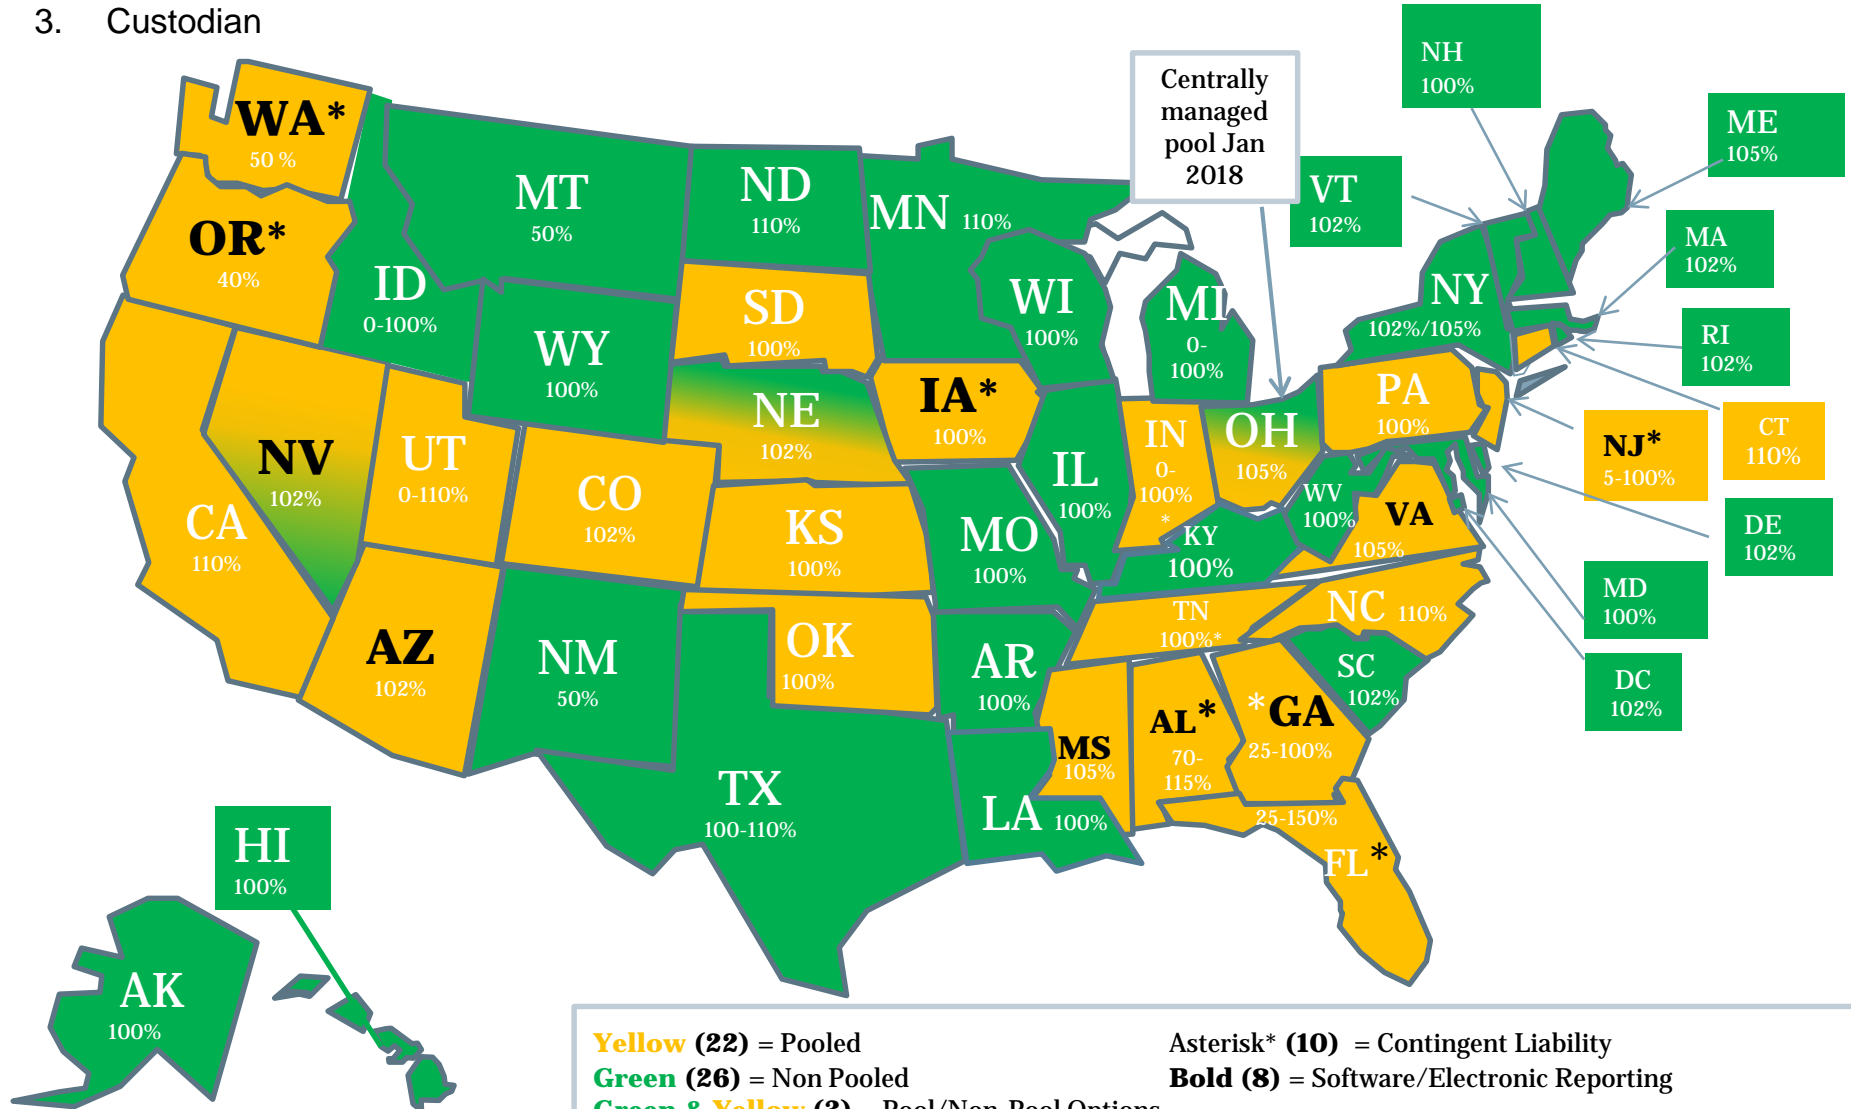 3. Custodian
WA*
50 %
OR*
40%
CA
110%
NV
102%
ID
0-100%
MT
50%
WY
100%
UT
0-110%
AZ
102%
CO
102%
NM
50%
ND
110%
SD
100%
NE
102%
KS
100%
OK
100%
TX
100-110%
MN 110%
IA*
100%
MO
100%
AR
100%
LA 100%
WI
100%
IL
100%
MI
0-
100%
IN
0-
100%
*
OH
105%
Centrally
managed
pool Jan
2018
KY
100%
TN
100%*
MS
105%
AL*
70-
115%
*GA
25-100%
25-150%
FL*
SC
102%
NC 110%
VA
105%
WV
100%
PA
100%
NY
102%/105%
VT
102%
NH
100%
ME
105%
MA
102%
RI
102%
CT
110%
NJ*
5-100%
DE
102%
MD
100%
DC
102%
HI
100%
AK
100%
Yellow (22) = Pooled
Green (26) = Non Pooled
Green & Yellow (3) = Pool/Non-Pool Options
Asterisk* (10) = Contingent Liability
Bold (8) = Software/Electronic Reporting